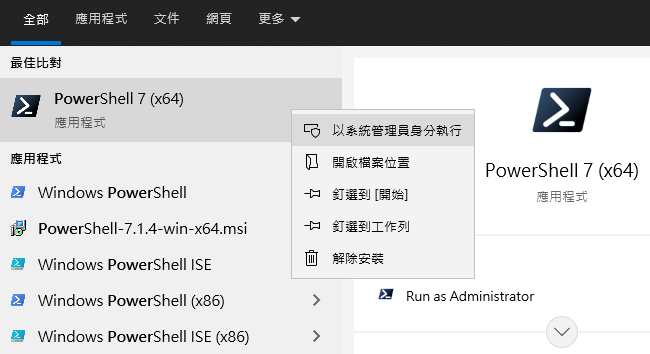 全部 應用程式 文件 網頁 更多
最佳比對
PowerShell 7 (x64)
應用程式
應用程式
Windows PowerShell
PowerShell-7.1.4-win-x64.msi
Windows PowerShell ISE
Windows PowerShell (x86)
Windows PowerShell ISE (x86)
以系統管理員身分執行
開啟檔案位置
釘選到 [開始]
釘選到工作列
解除安裝
PowerShell 7 (x64)
應用程式
Run as Administrator